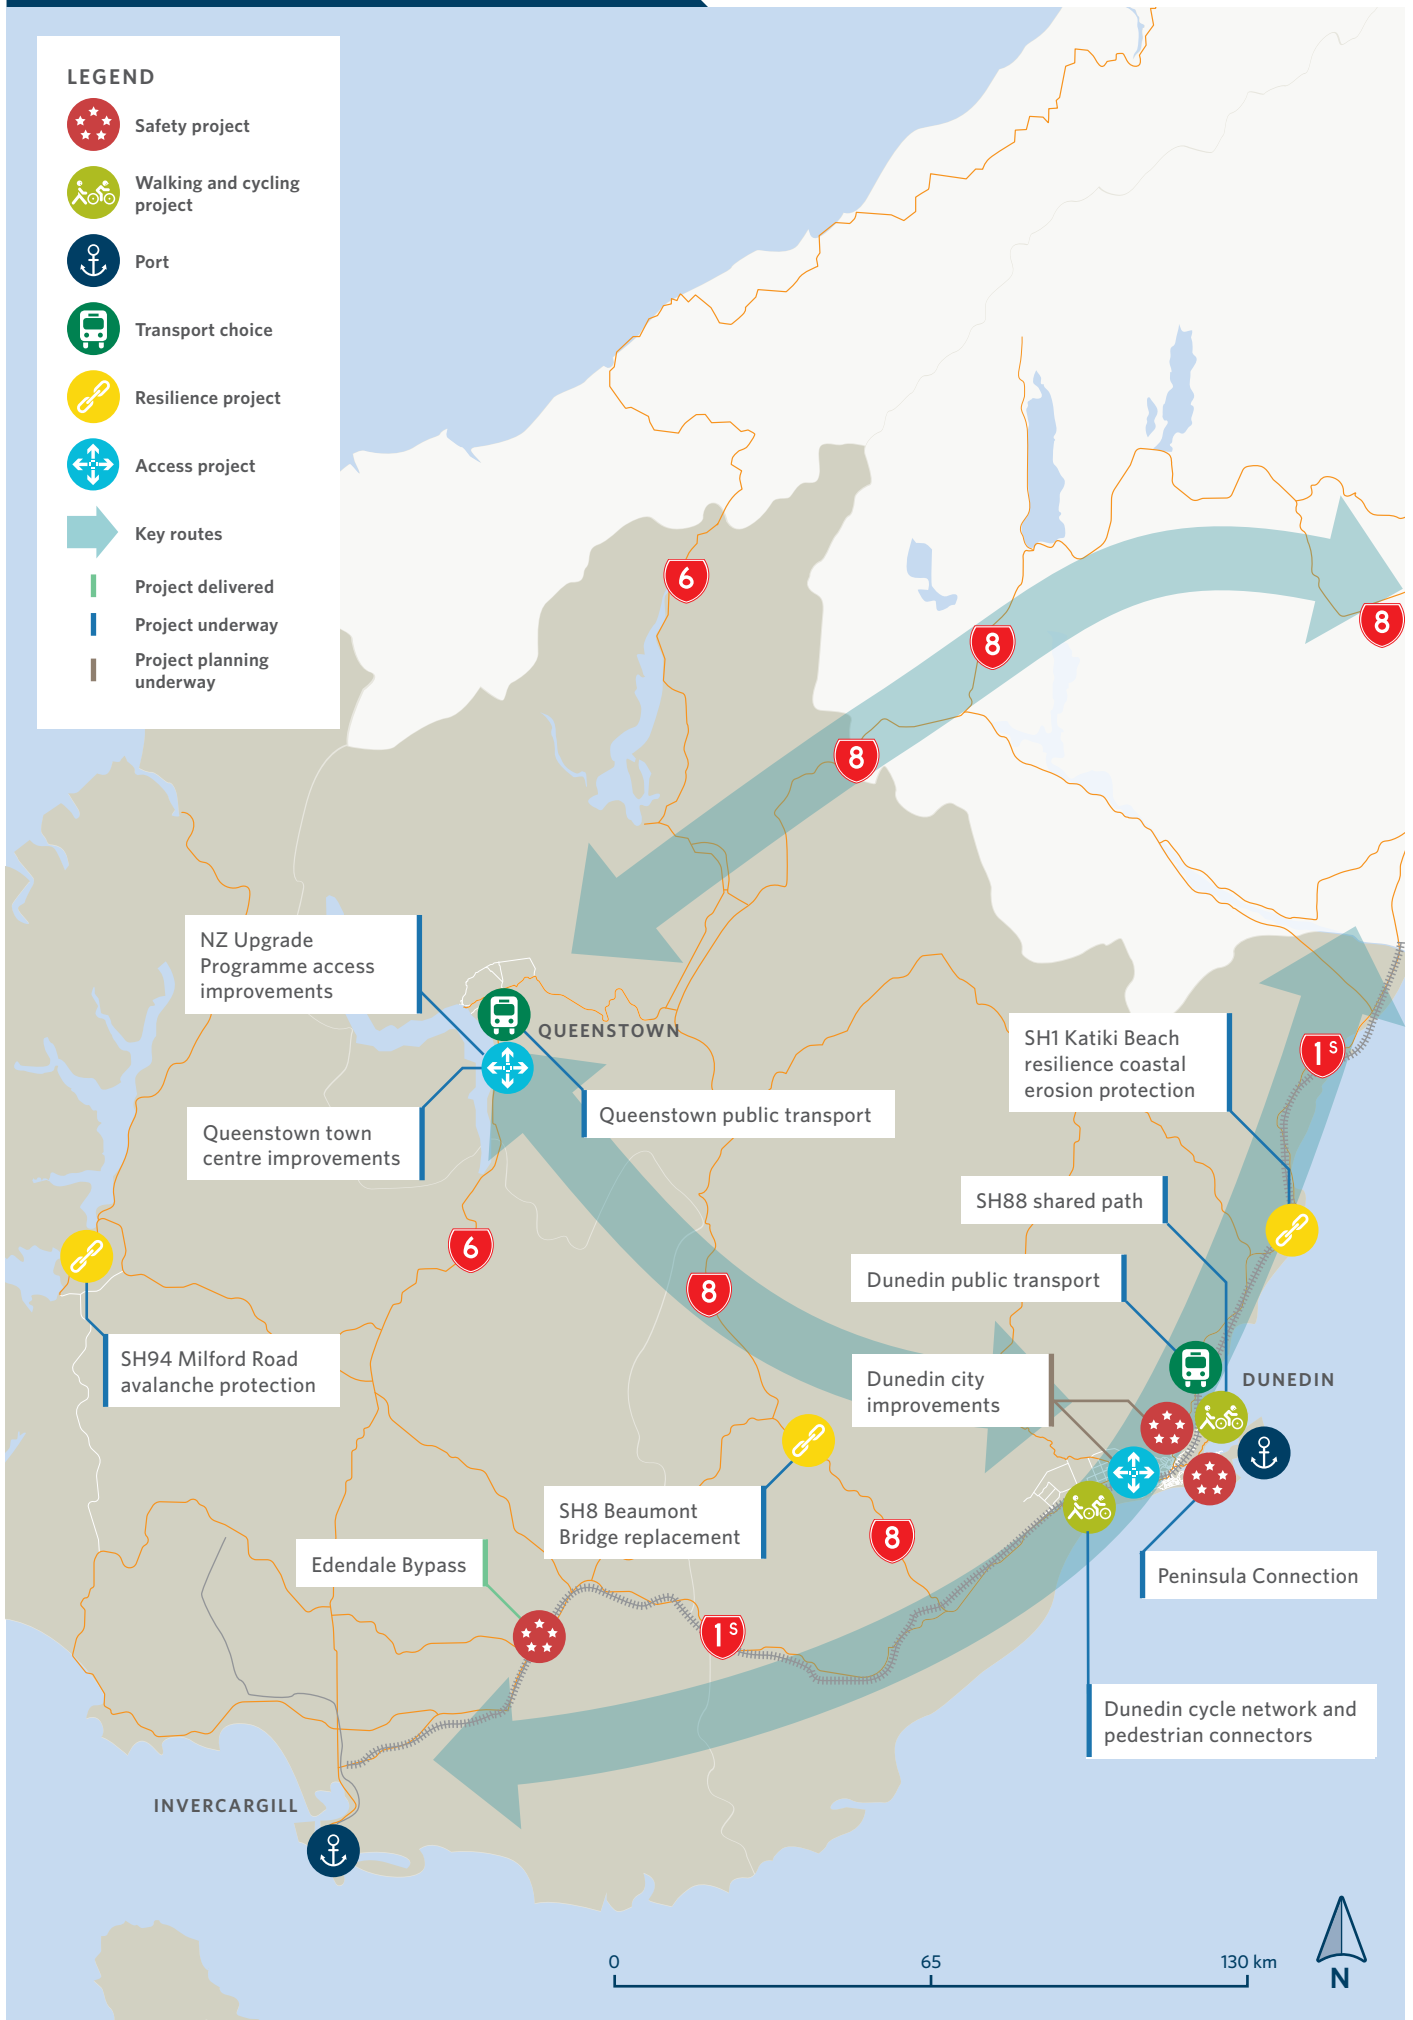 LEGEND
Safety project
Walking and cycling
project
Port
Transport choice
Resilience project
Access project
Key routes
Project delivered
Project underway
Project planning
underway
6
8
8
8
NZ Upgrade
Programme access
improvements
QUEENSTOWN
SH1 Katiki Beach
resilience coastal
erosion protection
1S
Queenstown public transport
Queenstown town
centre improvements
SH88 shared path
6
8
Dunedin public transport
SH94 Milford Road
avalanche protection
Dunedin city
improvements
DUNEDIN
SH8 Beaumont
Bridge replacement
8
Edendale Bypass
Peninsula Connection
1S
Dunedin cycle network and
pedestrian connectors
INVERCARGILL
0 65 130 km
N